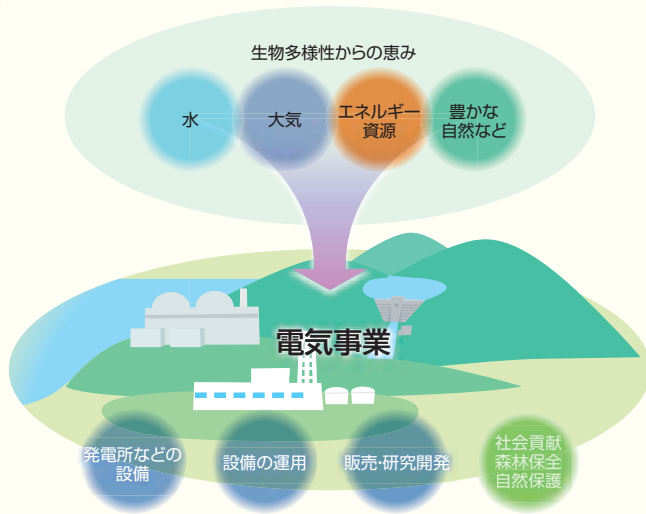 生物多様性からの恵み
水
大気
エネルギー
資源
豊かな
自然など
電気事業
発電所などの
設備
設備の運用
販売・研究開発
社会貢献
森林保全
自然保護